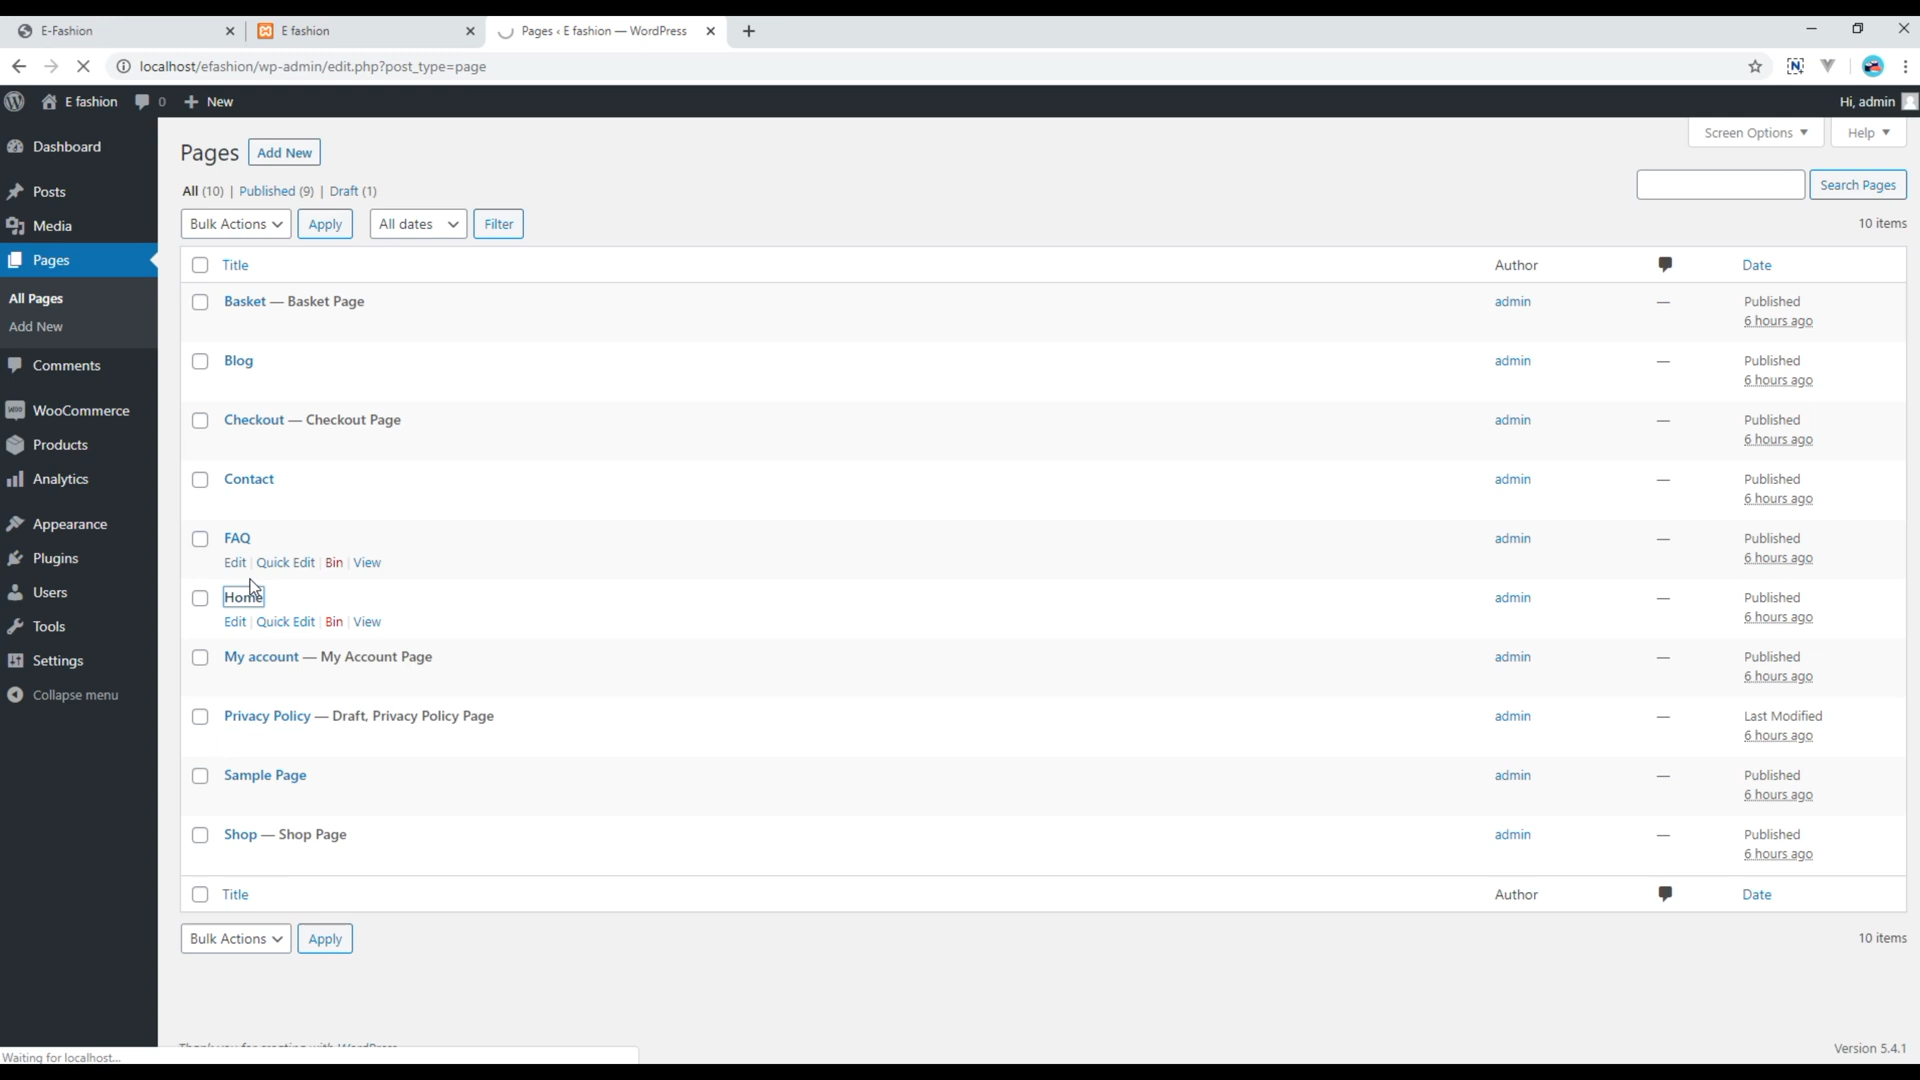 E-Fashion
E fashion
Pages ‹ E fashion — WordPress
localhost/efashion/wp-admin/edit.php?post_type=page
E fashion 0 New
Hi, admin
Dashboard
Posts
Media
Pages
All Pages
Add New
Comments
WooCommerce
Products
Analytics
Appearance
Plugins
Users
Tools
Settings
Collapse menu
Screen Options Help
Pages Add New
All (10) | Published (9) | Draft (1)
Search Pages
Bulk Actions Apply All dates Filter
10 items
Title Author Date
Basket — Basket Page admin — Published
6 hours ago
Blog admin — Published
6 hours ago
Checkout — Checkout Page admin — Published
6 hours ago
Contact admin — Published
6 hours ago
FAQ admin — Published
Edit | Quick Edit | Bin | View 6 hours ago
Home admin — Published
Edit | Quick Edit | Bin | View 6 hours ago
My account — My Account Page admin — Published
6 hours ago
Privacy Policy — Draft, Privacy Policy Page admin — Last Modified
6 hours ago
Sample Page admin — Published
6 hours ago
Shop — Shop Page admin — Published
6 hours ago
Title Author Date
Bulk Actions Apply
10 items
Version 5.4.1
Waiting for localhost...